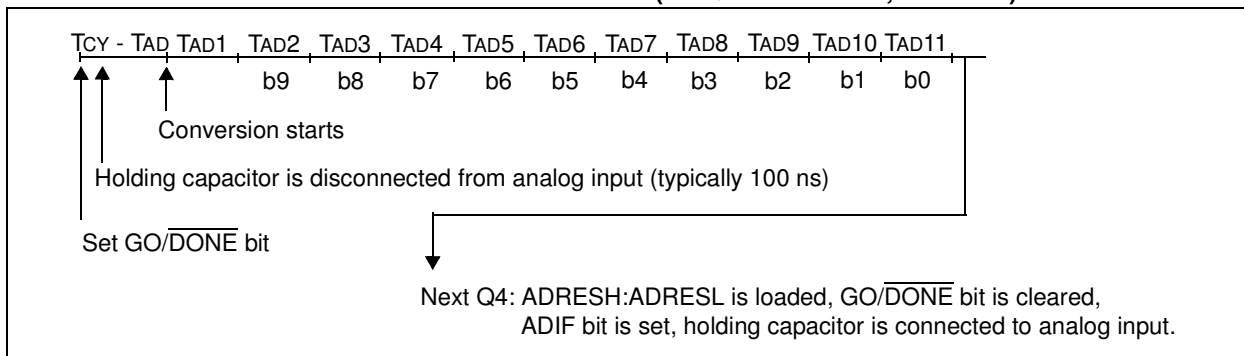 TCY - TAD TAD1 TAD2 TAD3 TAD4 TAD5 TAD6 TAD7 TAD8 TAD9 TAD10 TAD11
b9 b8 b7 b6 b5 b4 b3 b2 b1 b0
Conversion starts
Holding capacitor is disconnected from analog input (typically 100 ns)
Set GO/DONE bit
Next Q4: ADRESH:ADRESL is loaded, GO/DONE bit is cleared,
ADIF bit is set, holding capacitor is connected to analog input.